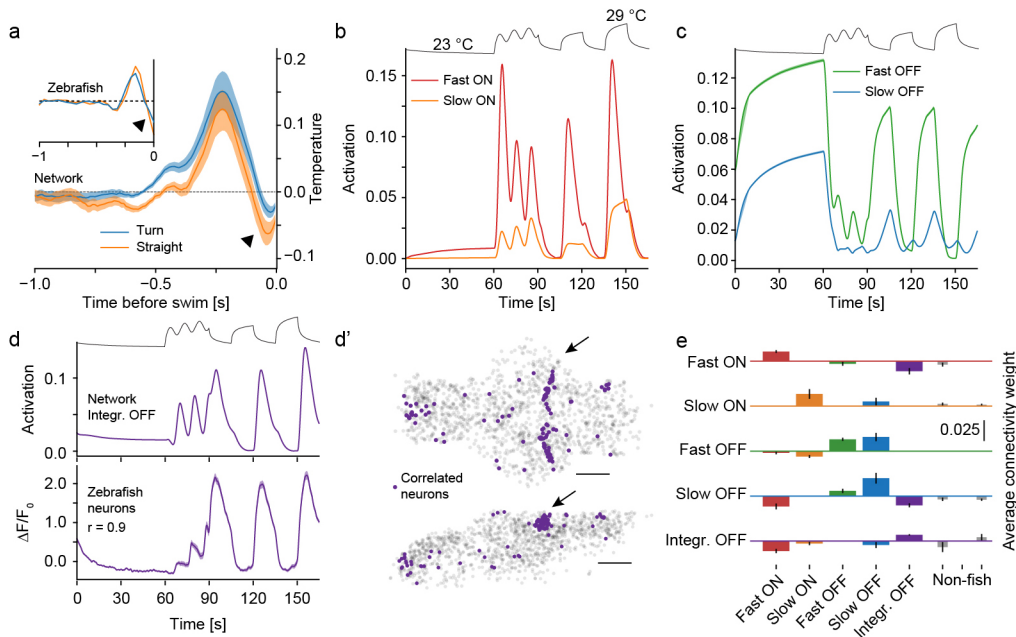 a
Zebrafish
−1
0
Network
Turn
Straight
0.2
0.1
0.0
−0.1
Temperature
−1.0
−0.5
0
Time before swim [s]
b
23 °C
29 °C
Fast ON
Slow ON
0.15
0.10
0.05
0.00
Activation
0
30
60
90
120
150
Time [s]
c
Fast OFF
Slow OFF
0.12
0.10
0.08
0.06
0.04
0.02
0.00
Activation
0
30
60
90
120
150
Time [s]
d
Network
Integr. OFF
0.1
0.0
Activation
Zebrafish
neurons
r = 0.9
2.0
1.0
0.0
ΔF/F0
0
30
60
90
120
150
Time [s]
d'
Correlated
neurons
e
Fast ON
Slow ON
Fast OFF
Slow OFF
Integr. OFF
0.025
Average connectivity weight
Fast ON
Slow ON
Fast OFF
Slow OFF
Integr. OFF
Non-fish